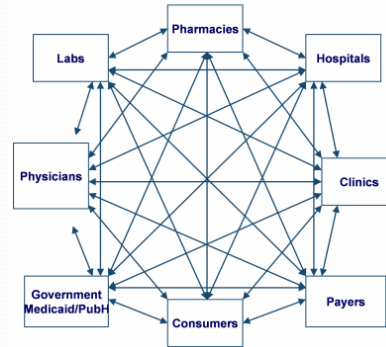 Pharmacies
Labs
Hospitals
Physicians
Clinics
Government
Medicaid/PubH
Consumers
Payers